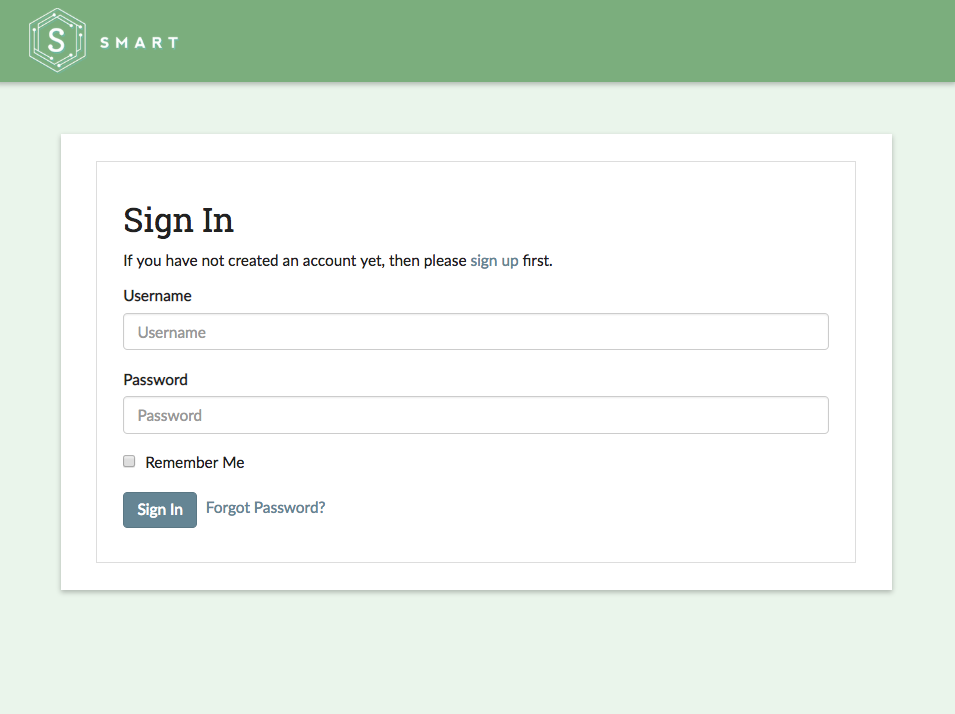 S SMART
Sign In
If you have not created an account yet, then please sign up first.
Username
Username
Password
Password
Remember Me
Sign In Forgot Password?